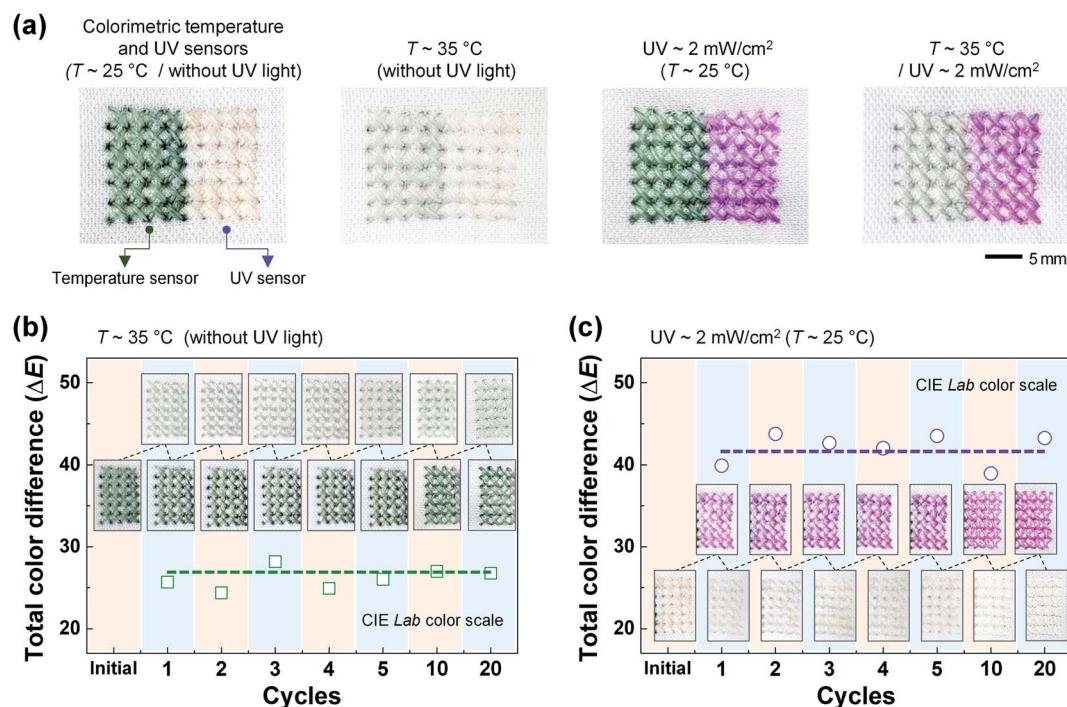 (a)
Colorimetric temperature
and UV sensors
(T ~ 25 °C / without UV light)
T ~ 35 °C
(without UV light)
UV ~ 2 mW/cm²
(T ~ 25 °C)
T ~ 35 °C
/ UV ~ 2 mW/cm²
Temperature sensor
UV sensor
5 mm
(b)
T ~ 35 °C (without UV light)
Total color difference (ΔE)
50
40
30
20
CIE Lab color scale
Initial 1 2 3 4 5 10 20
Cycles
(c)
UV ~ 2 mW/cm² (T ~ 25 °C)
Total color difference (ΔE)
50
40
30
20
CIE Lab color scale
Initial 1 2 3 4 5 10 20
Cycles